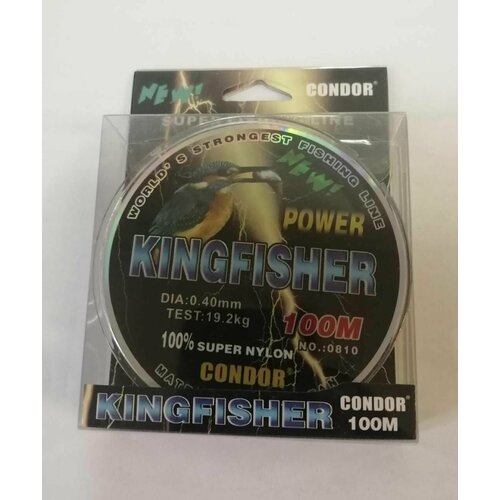 NEW!
CONDOR®
SUPER
LINE
WORLD'S STRONGEST FISHING LINE
NEW!
POWER
KINGFISHER
DIA:0.40mm
TEST:19.2kg
100M
NO.:0810
100% SUPER NYLON
CONDOR®
KINGFISHER
CONDOR®
100M